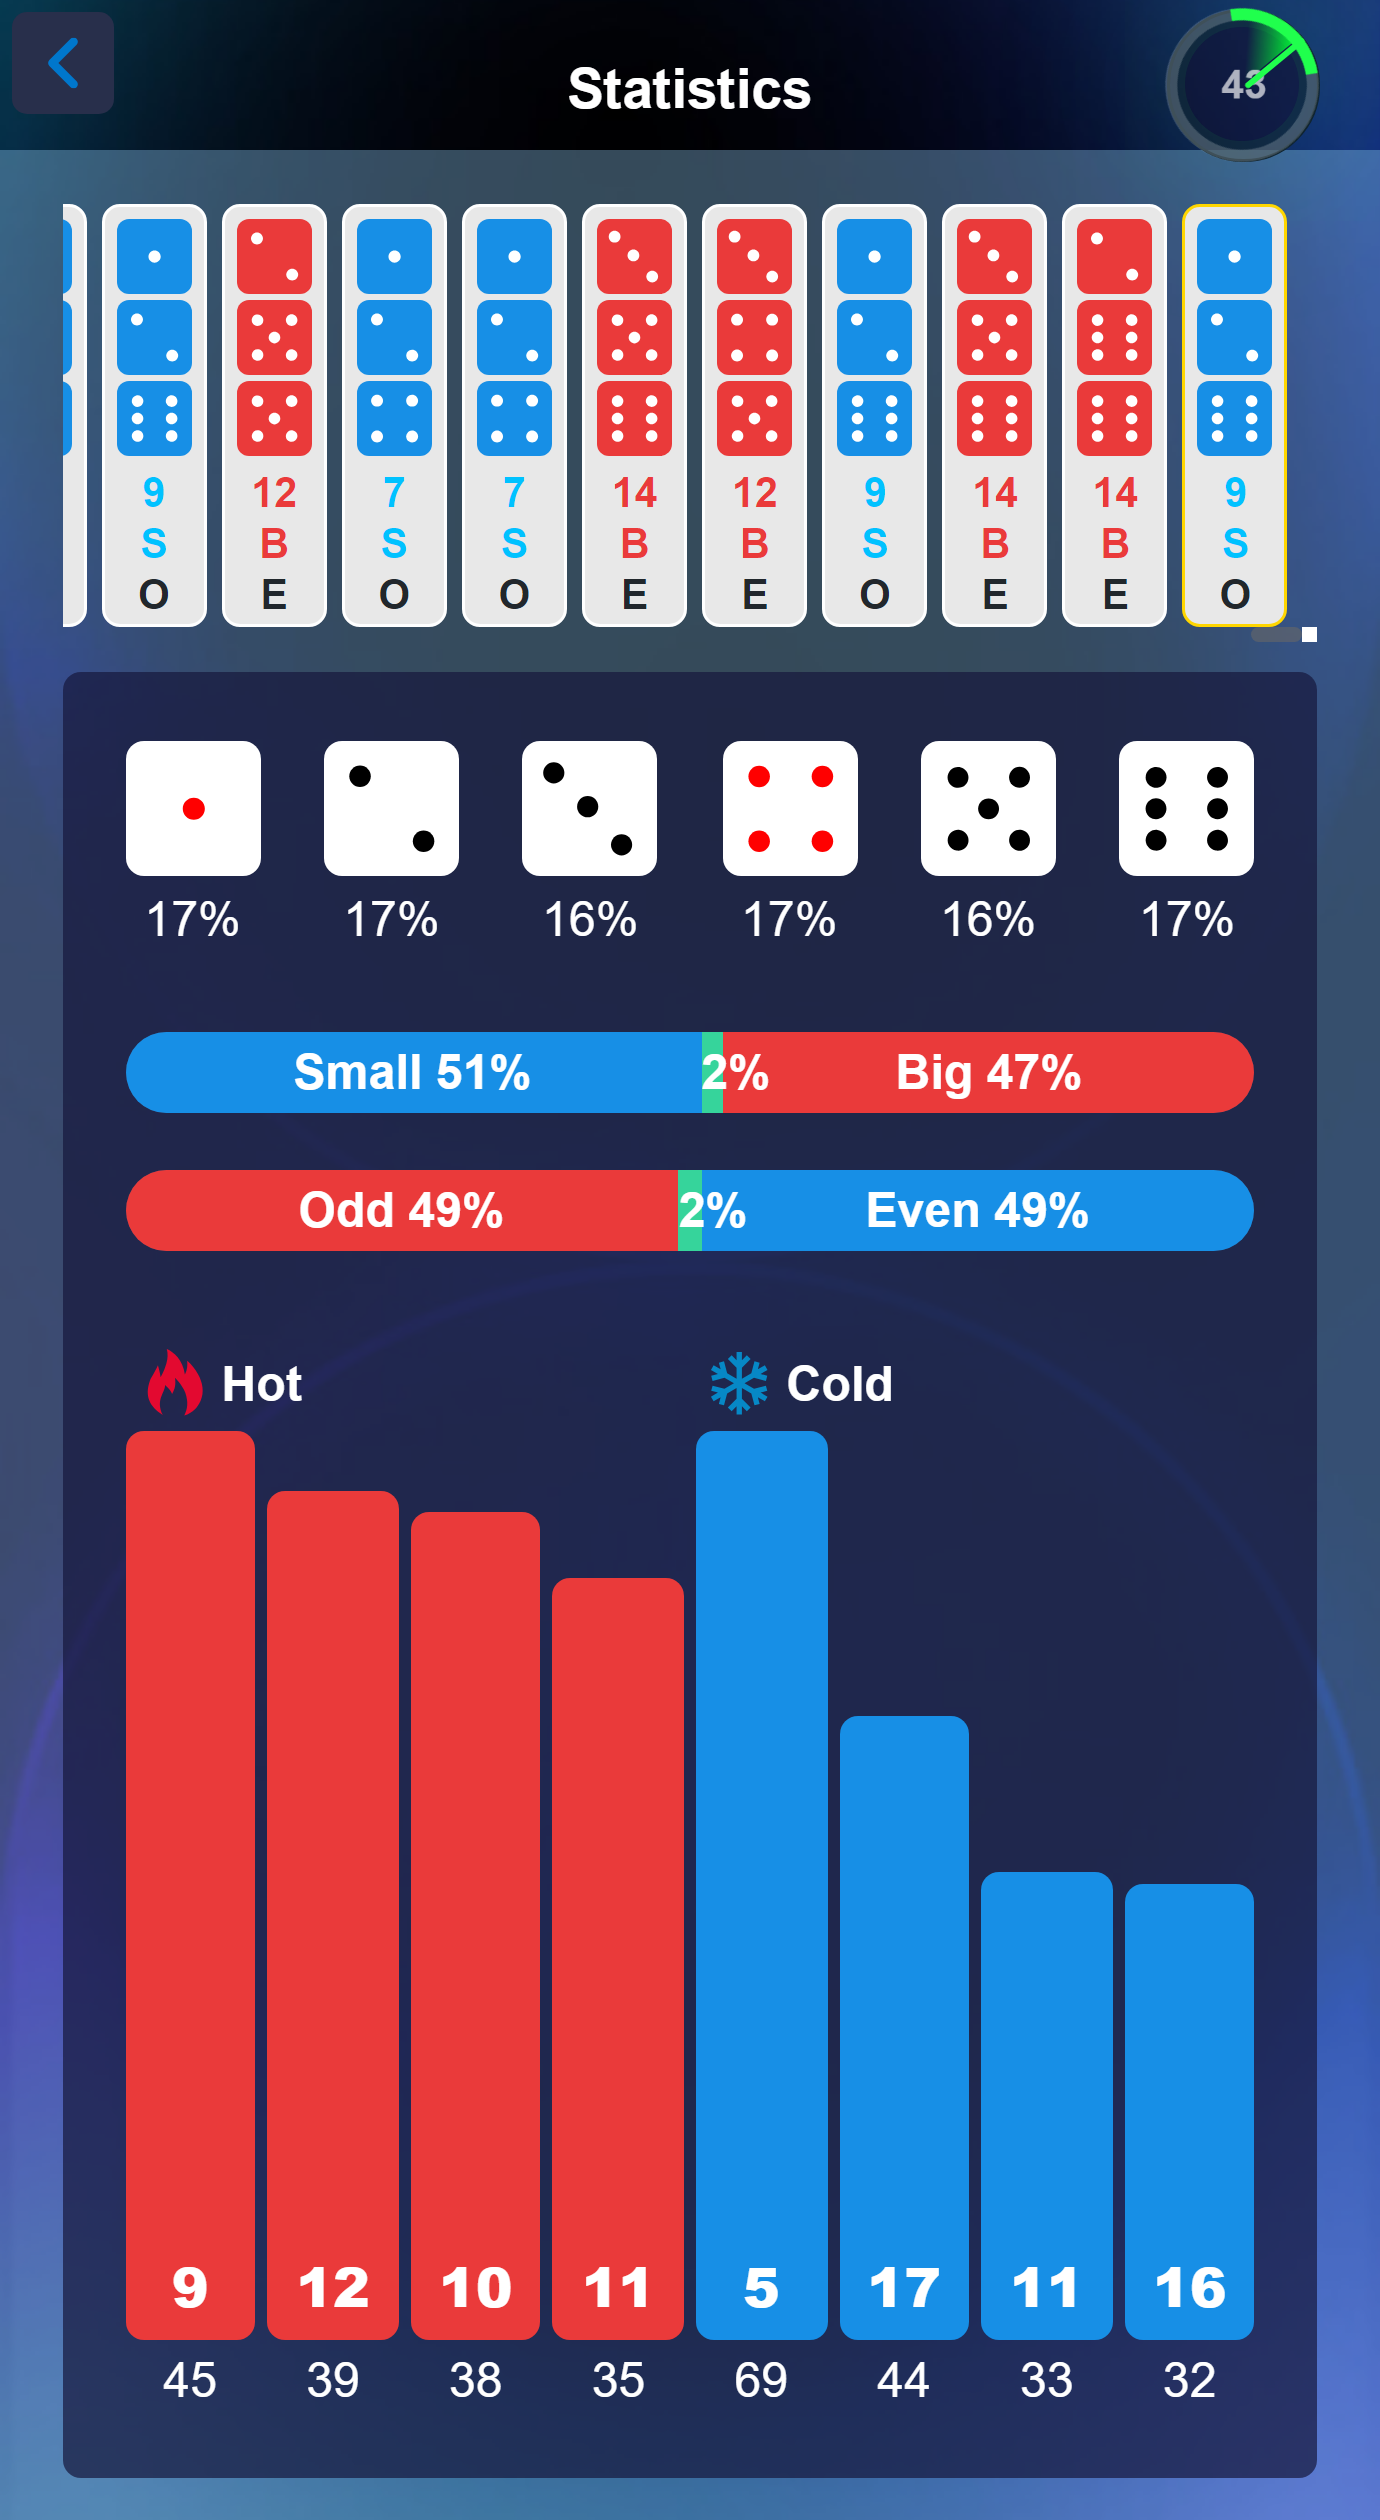 Statistics
43
9 12 7 7 14 12 9 14 14 9
S B S S B B S B B S
O E O O E E O E E O
17% 17% 16% 17% 16% 17%
Small 51% 2% Big 47%
Odd 49% 2% Even 49%
Hot Cold
9 12 10 11 5 17 11 16
45 39 38 35 69 44 33 32